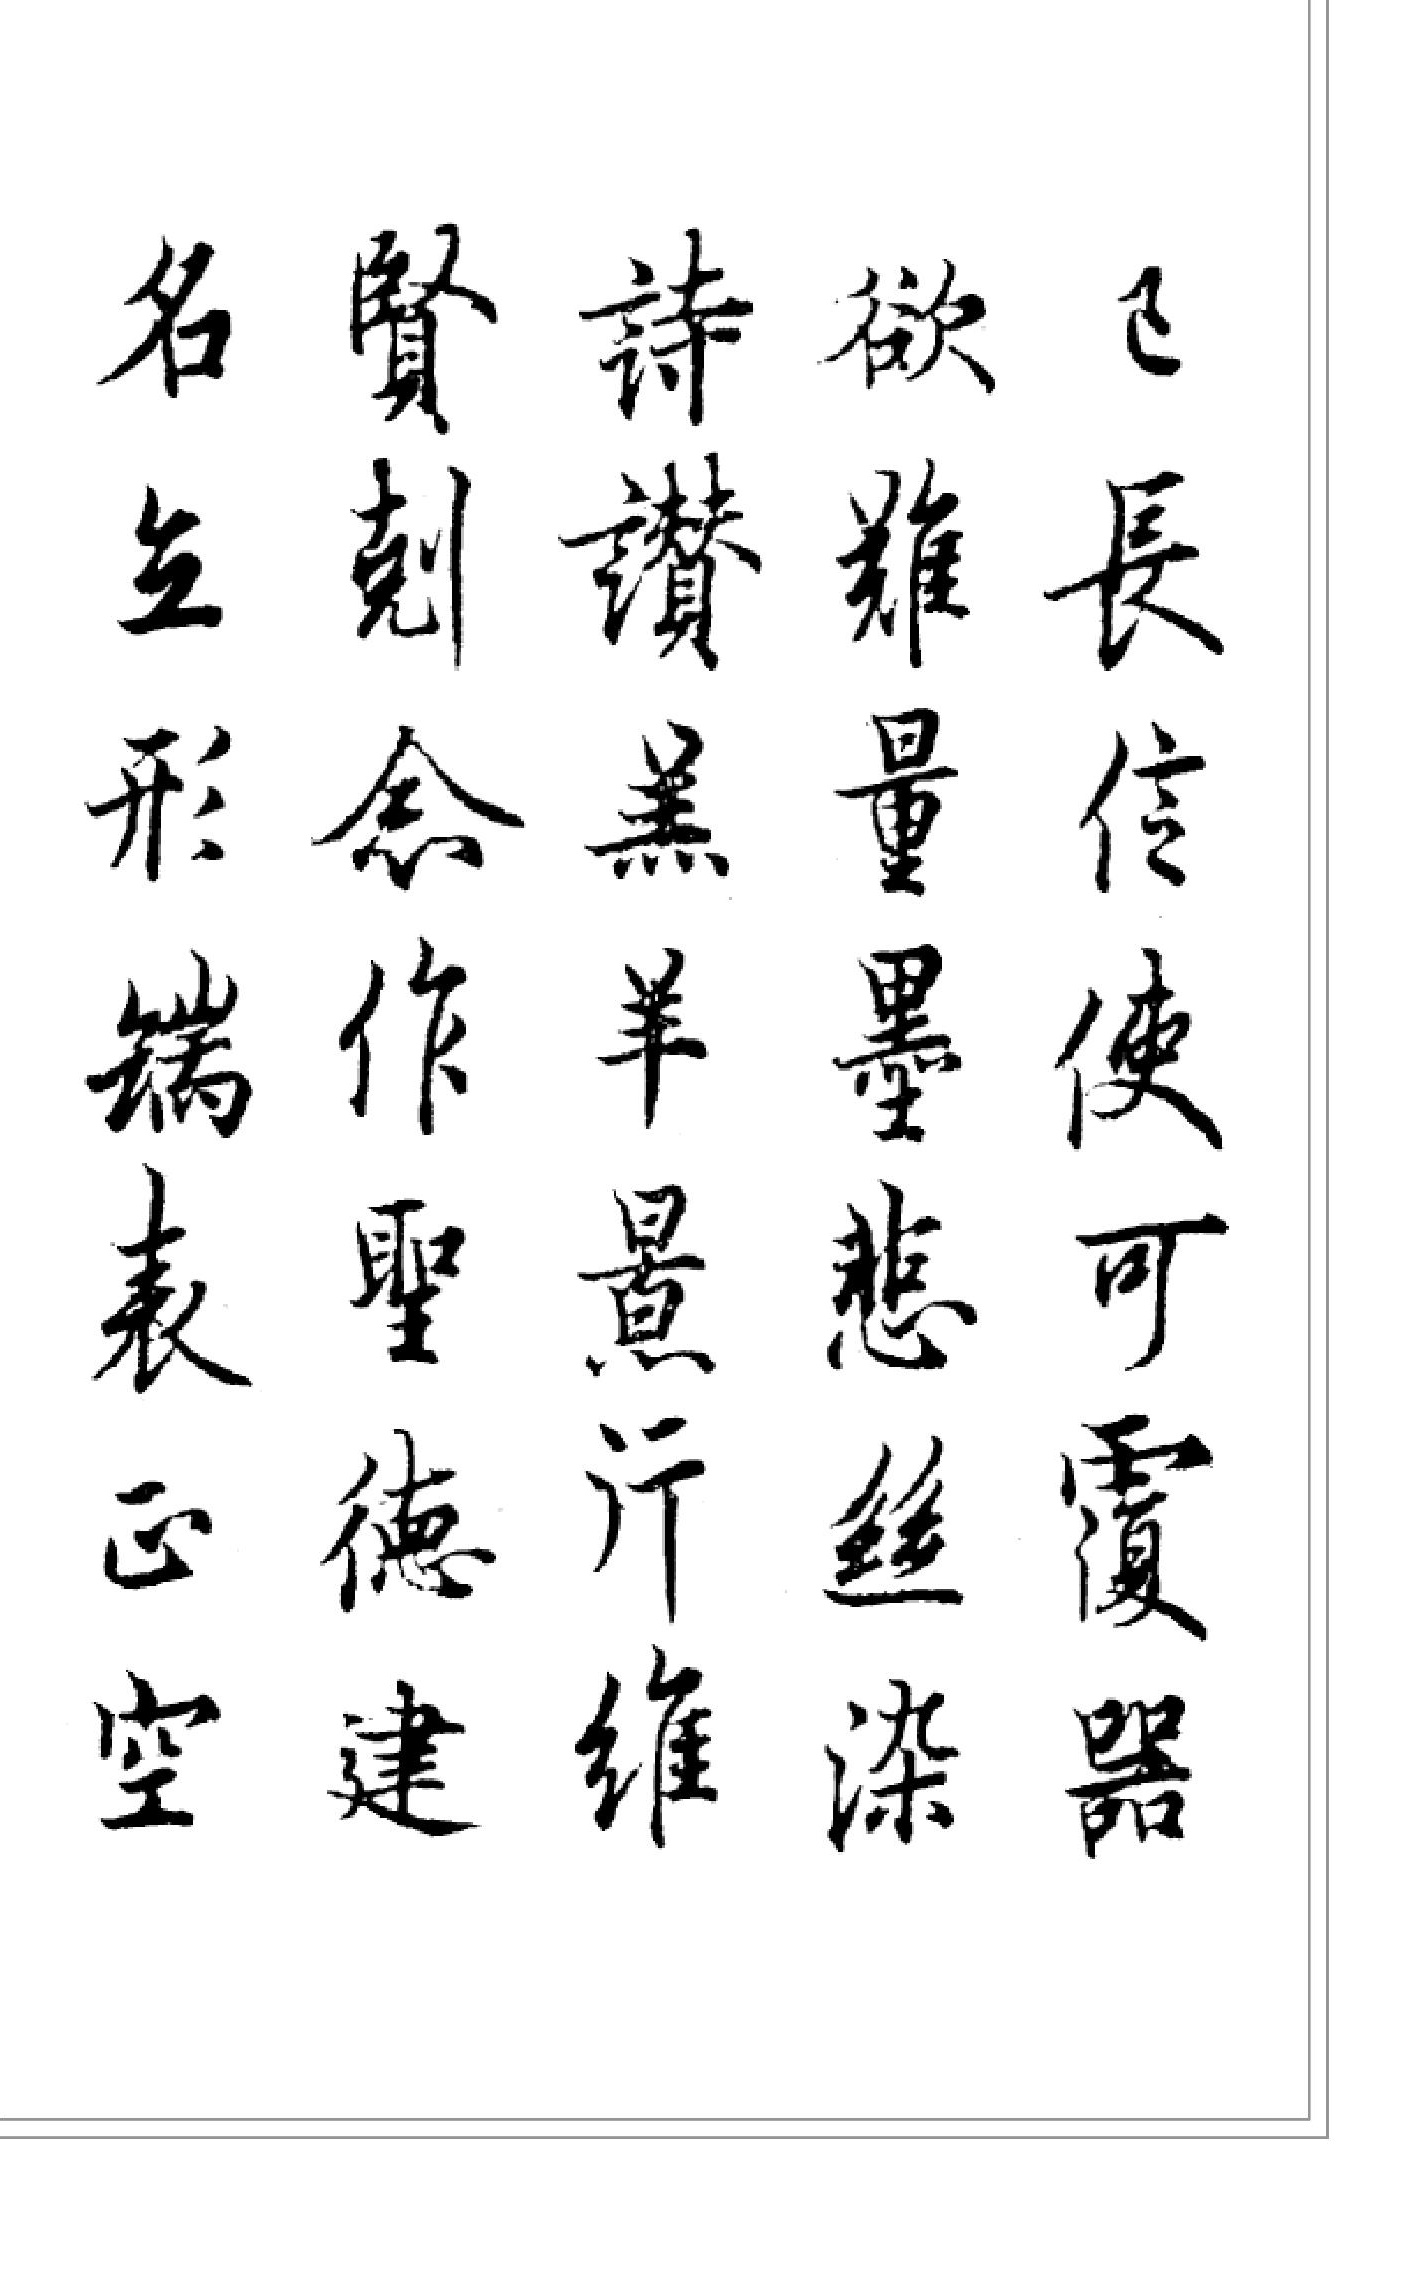 己長信使可覆器
欲難量墨悲絲染
詩讚羔羊景行維
賢剋念作聖德建
名立形端表正空